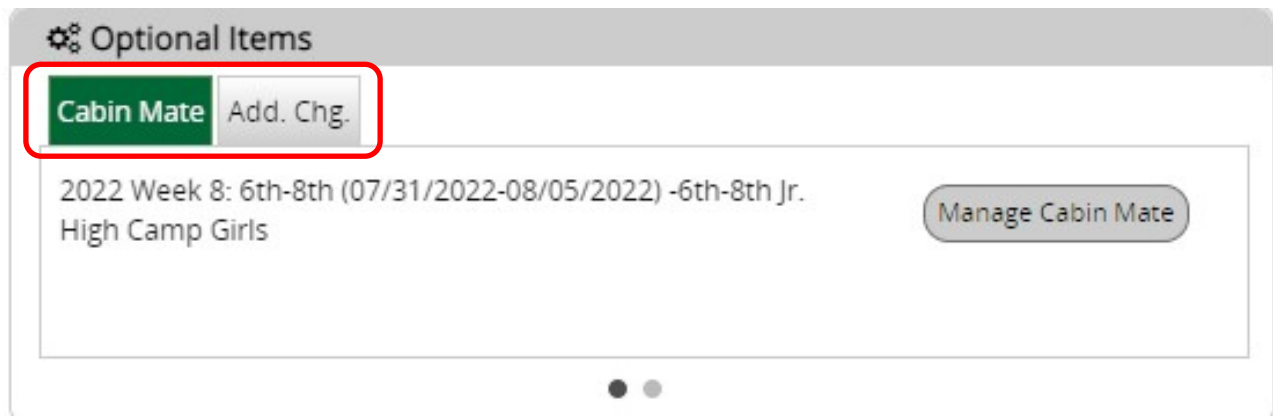 Optional Items
Cabin Mate Add. Chg.
2022 Week 8: 6th-8th (07/31/2022-08/05/2022) -6th-8th Jr.
High Camp Girls
Manage Cabin Mate